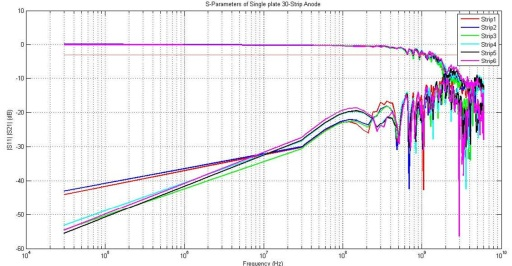 S-Parameters of Single plate 30-Strip Anode
10
0
-10
-20
-30
-40
-50
-60
|S11| |S21| [dB]
Strip1
Strip2
Strip3
Strip4
Strip5
Strip6
10^4
10^5
10^6
10^7
10^8
10^9
10^10
Frequency (Hz)